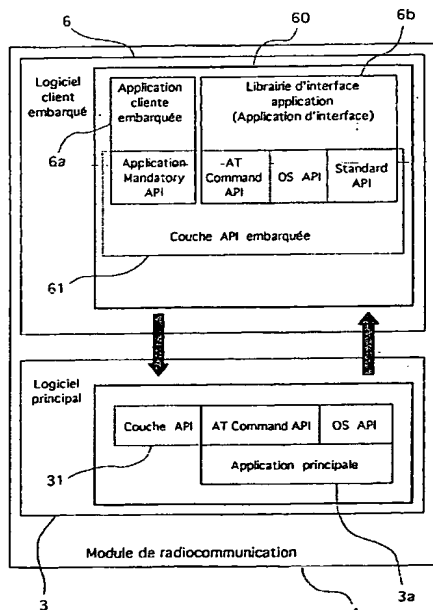 6
60
6b
Logiciel
client
embarqué
Application
cliente
embarquée
Librairie d'interface
application
(Application d'interface)
6a
Application
Mandatory
API
-AT
Command
API
OS API
Standard
API
Couche API embarquée
61
Logiciel
principal
Couche API
AT Command API
OS API
31
Application principale
Module de radiocommunication
3
3a